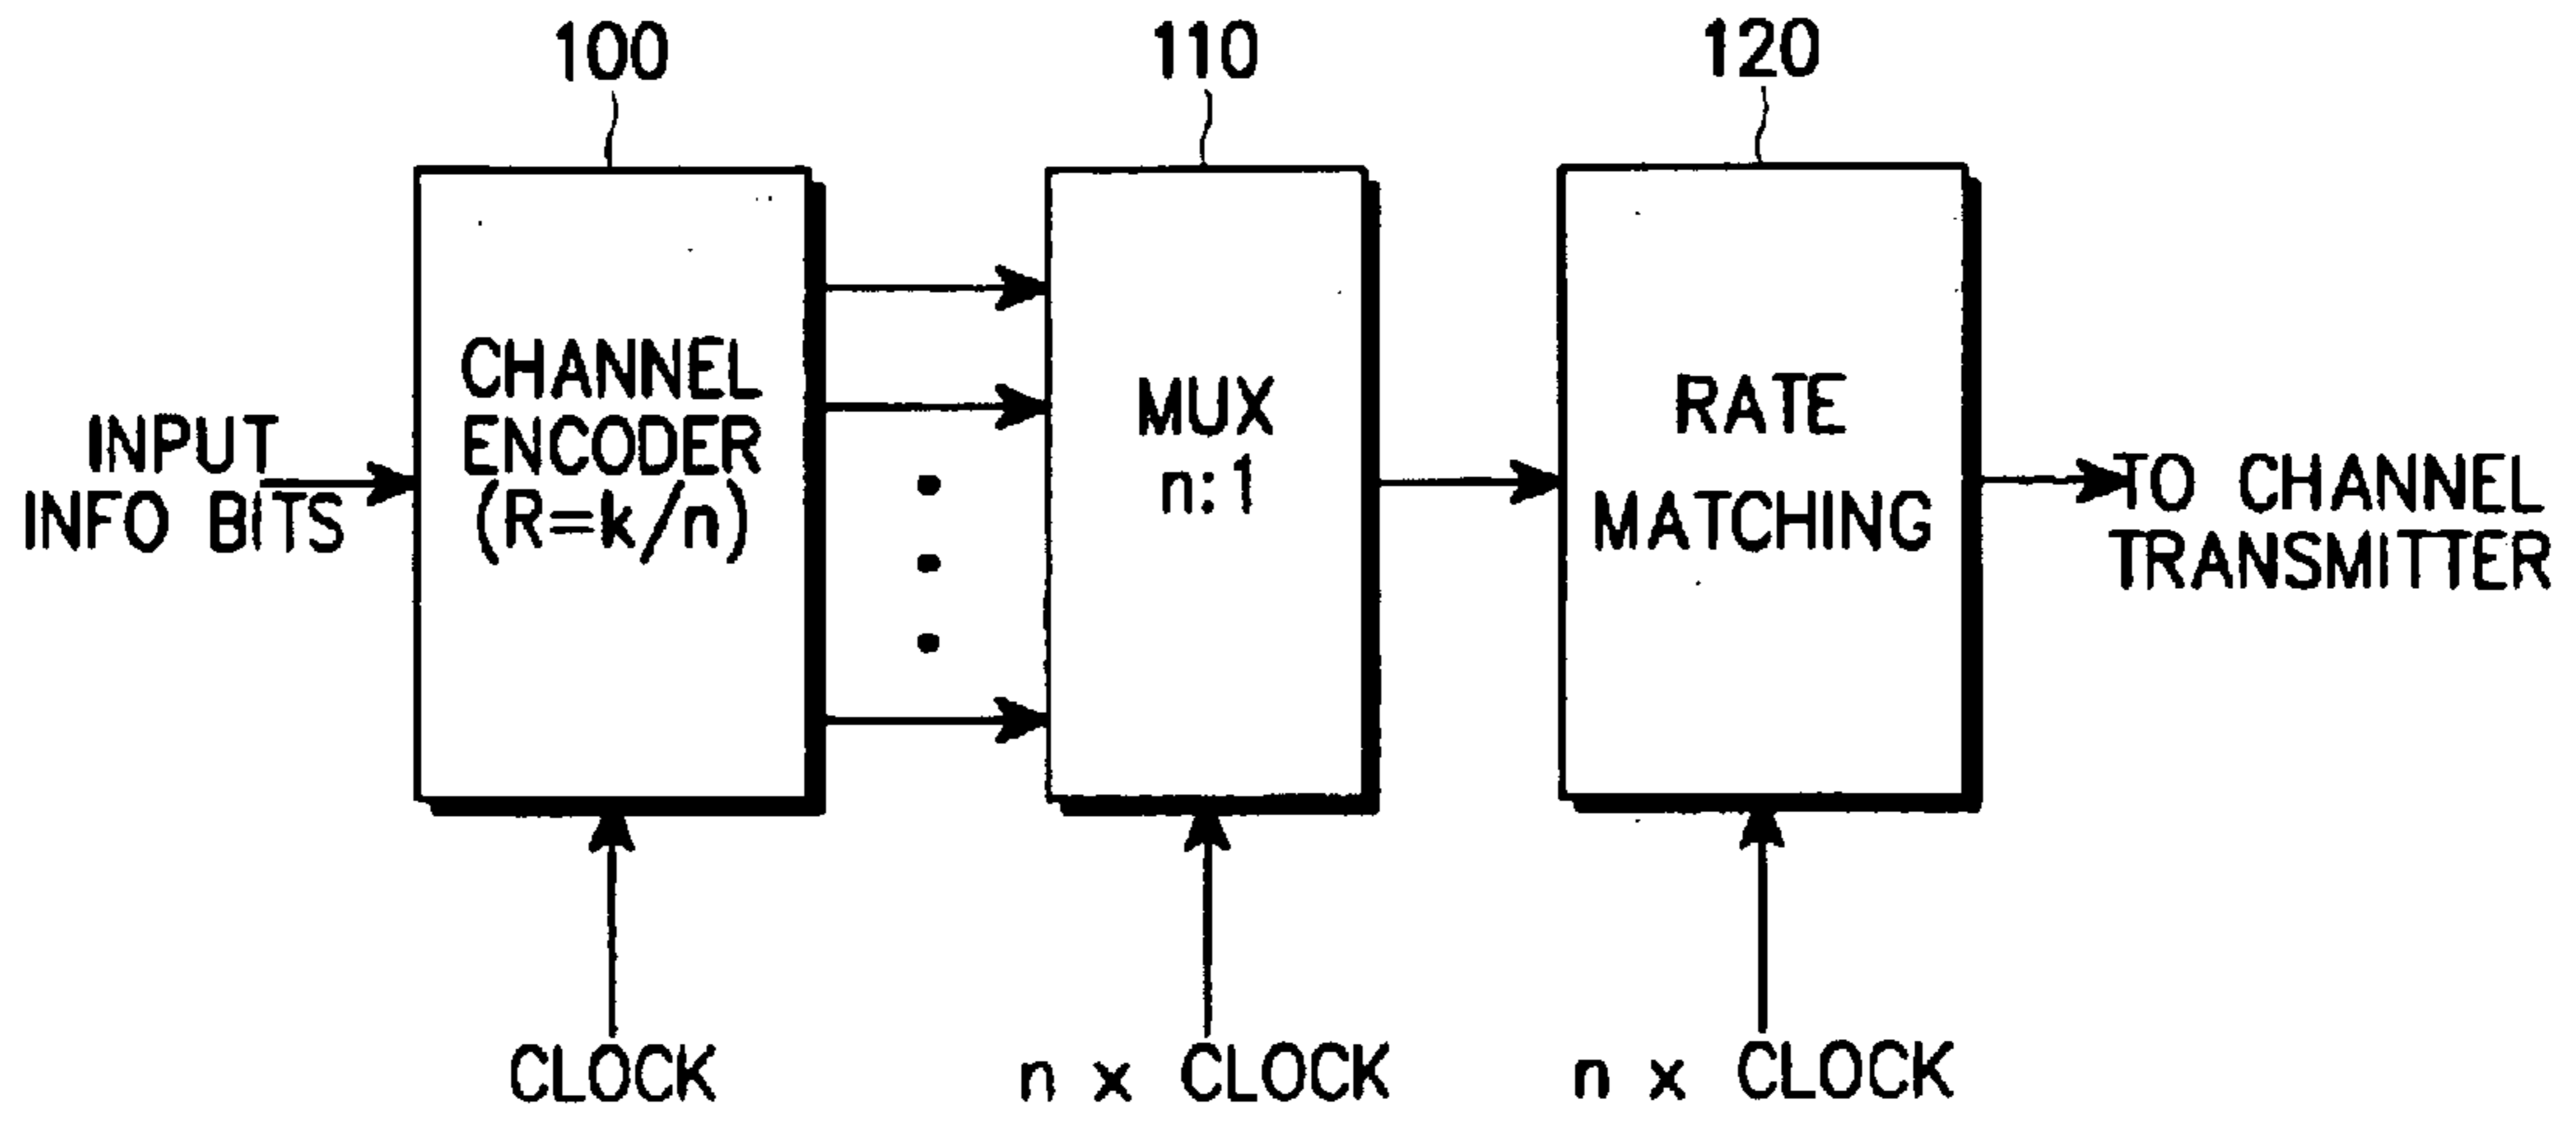 100
110
120
CHANNEL
ENCODER
(R=k/n)
MUX
n:1
RATE
MATCHING
INPUT
INFO BITS
TO CHANNEL
TRANSMITTER
CLOCK
n x CLOCK
n x CLOCK